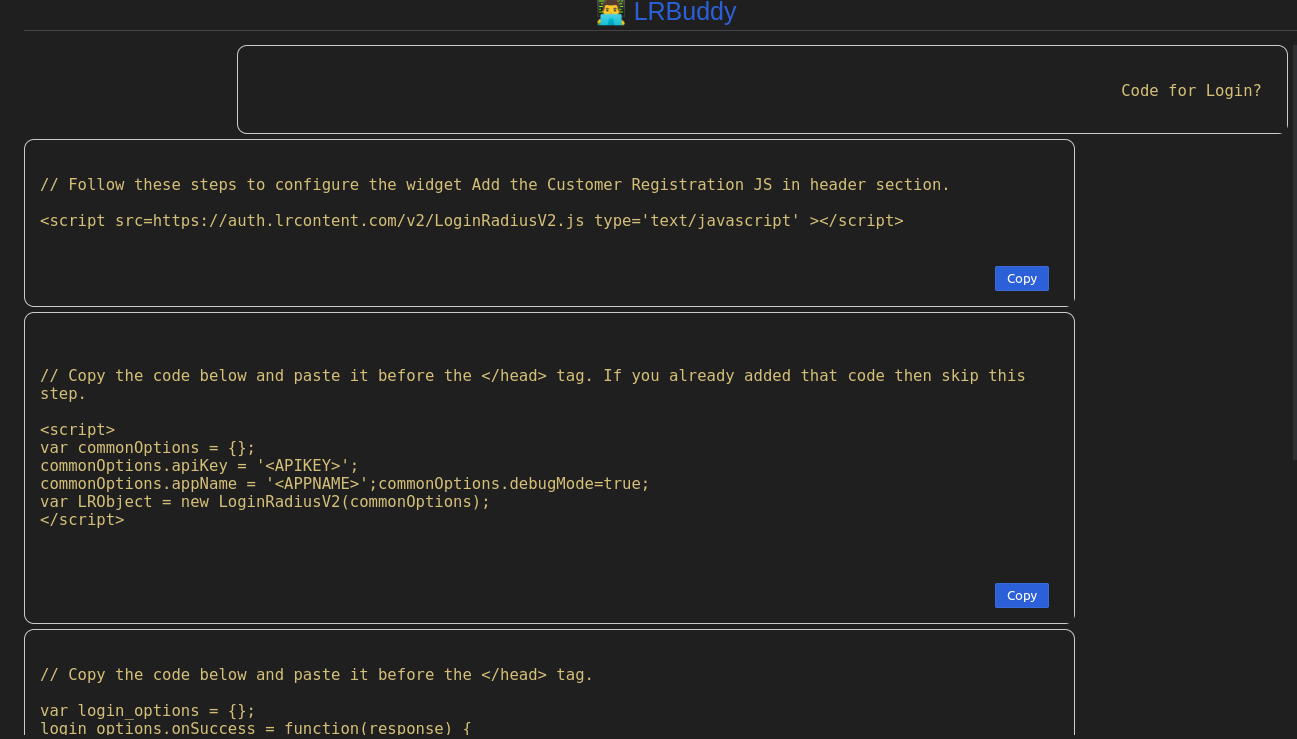 LRBuddy
Code for Login?
// Follow these steps to configure the widget Add the Customer Registration JS in header section.
<script src=https://auth.lrcontent.com/v2/LoginRadiusV2.js type='text/javascript' ></script>
Copy
// Copy the code below and paste it before the </head> tag. If you already added that code then skip this
step.
<script>
var commonOptions = {};
commonOptions.apiKey = '<APIKEY>';
commonOptions.appName = '<APPNAME>';commonOptions.debugMode=true;
var LRObject = new LoginRadiusV2(commonOptions);
</script>
Copy
// Copy the code below and paste it before the </head> tag.
var login_options = {};
login_options.onSuccess = function(response) {